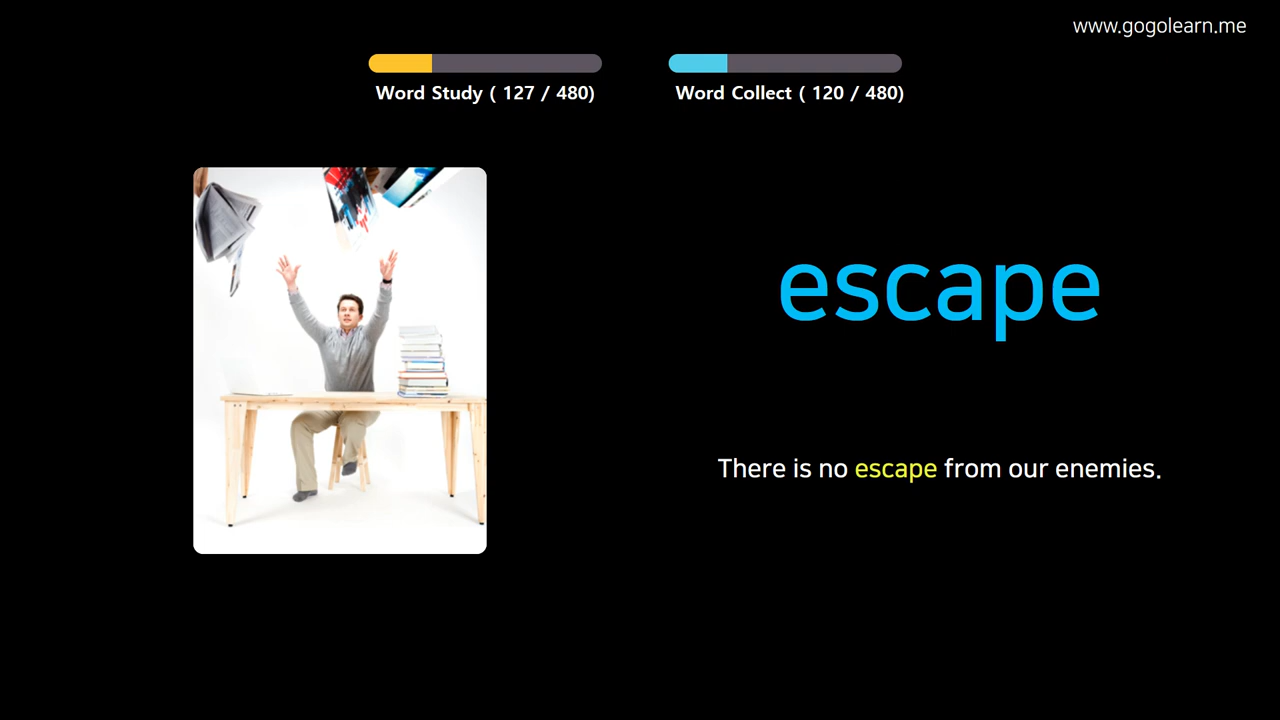 www.gogolearn.me
Word Study ( 127 / 480)
Word Collect ( 120 / 480)
escape
There is no escape from our enemies.